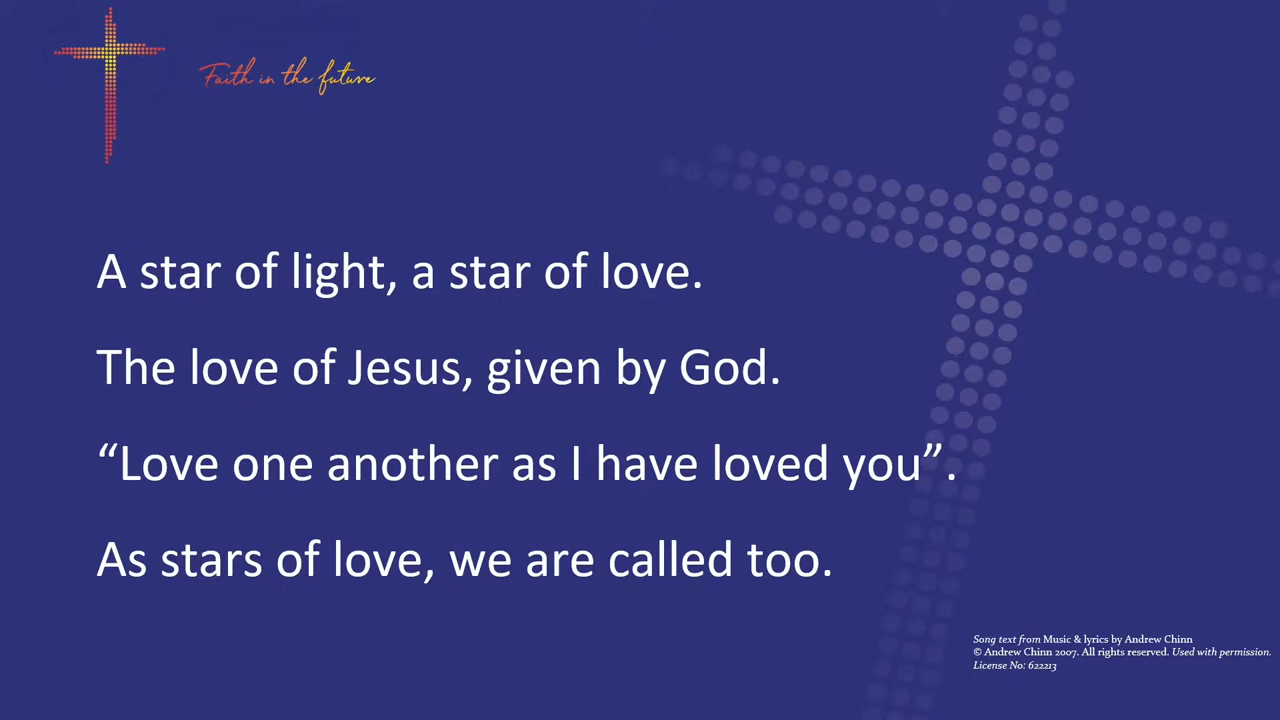 Faith in the future
A star of light, a star of love.
The love of Jesus, given by God.
“Love one another as I have loved you”.
As stars of love, we are called too.
Song text from Music & lyrics by Andrew Chinn
© Andrew Chinn 2007. All rights reserved. Used with permission.
License No: 622213